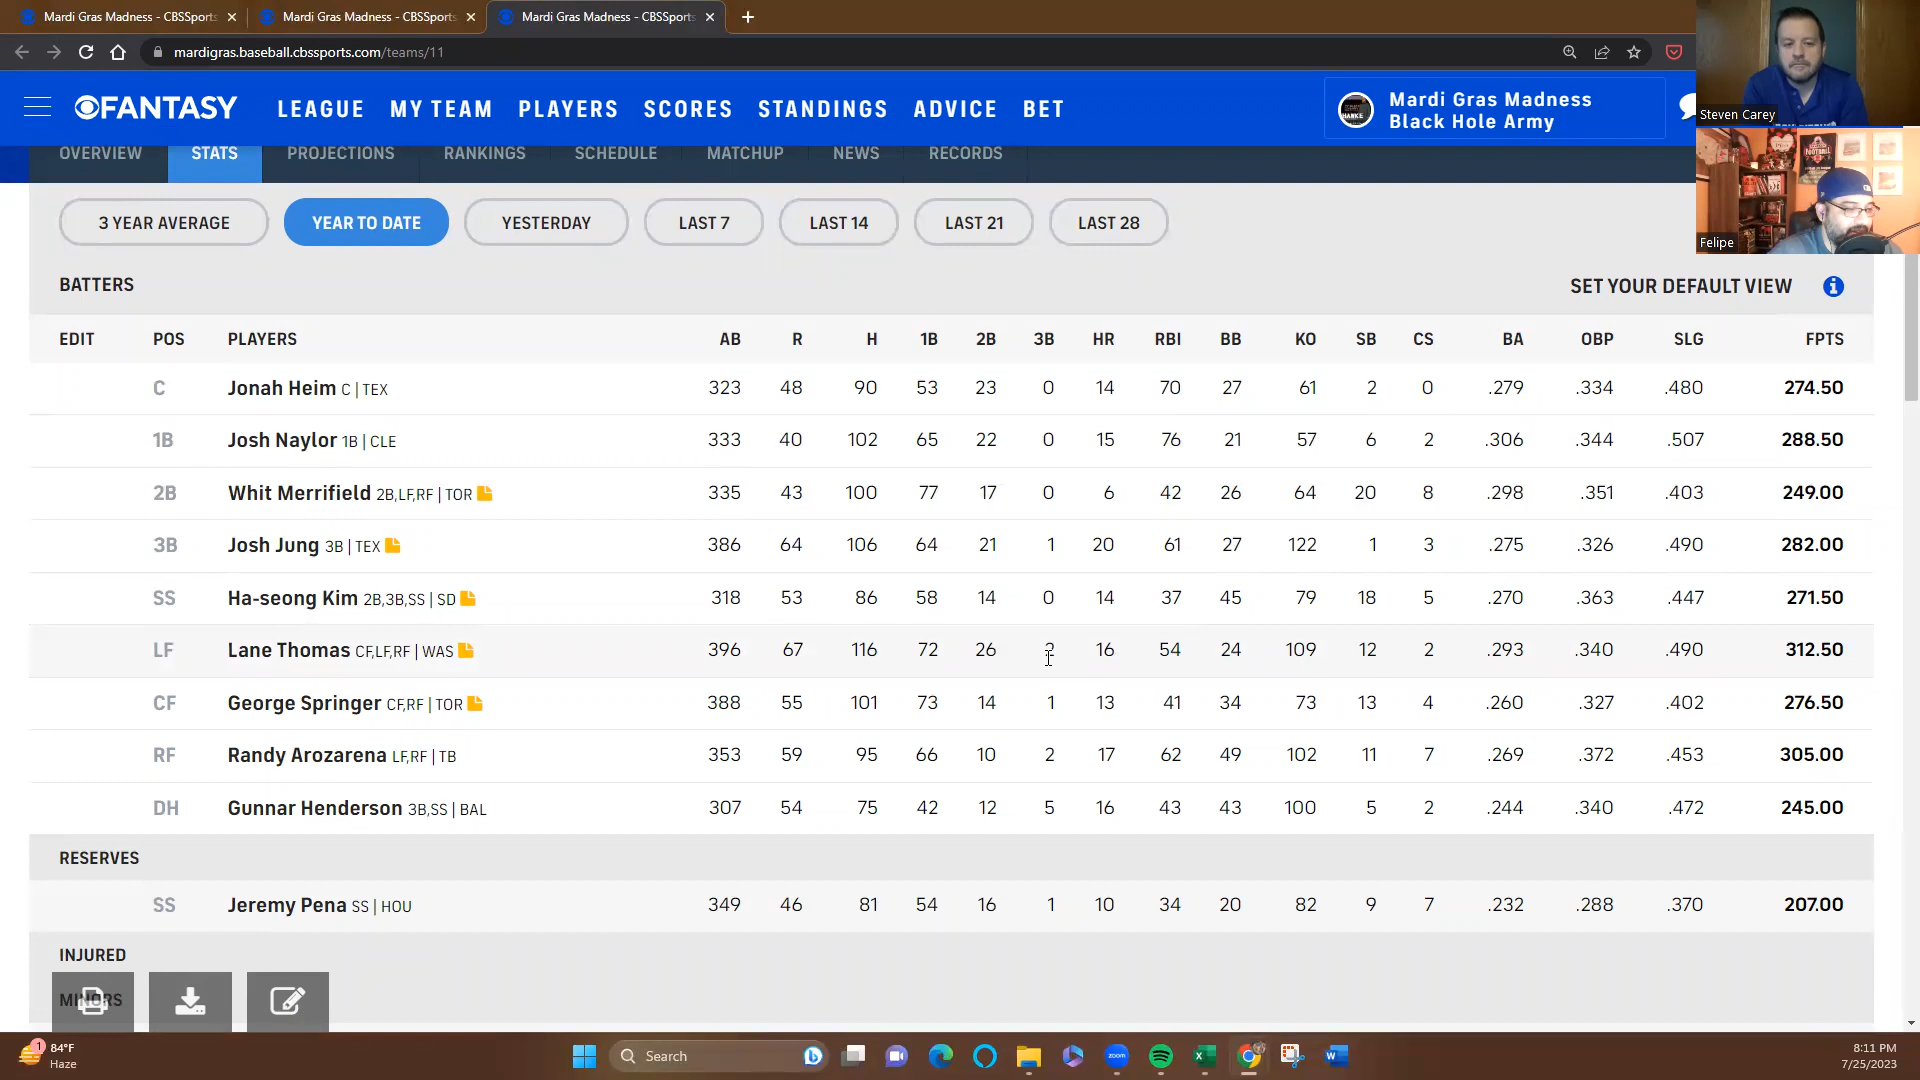 Mardi Gras Madness - CBSSports
Mardi Gras Madness - CBSSports
Mardi Gras Madness - CBSSports
mardigras.baseball.cbssports.com/teams/11
FANTASY LEAGUE MY TEAM PLAYERS SCORES STANDINGS ADVICE BET
Mardi Gras Madness
Black Hole Army
Steven Carey
Felipe
OVERVIEW STATS PROJECTIONS RANKINGS SCHEDULE MATCHUP NEWS RECORDS
3 YEAR AVERAGE YEAR TO DATE YESTERDAY LAST 7 LAST 14 LAST 21 LAST 28
BATTERS SET YOUR DEFAULT VIEW i
EDIT POS PLAYERS AB R H 1B 2B 3B HR RBI BB KO SB CS BA OBP SLG FPTS
C Jonah Heim C | TEX 323 48 90 53 23 0 14 70 27 61 2 0 .279 .334 .480 274.50
1B Josh Naylor 1B | CLE 333 40 102 65 22 0 15 76 21 57 6 2 .306 .344 .507 288.50
2B Whit Merrifield 2B,LF,RF | TOR 335 43 100 77 17 0 6 42 26 64 20 8 .298 .351 .403 249.00
3B Josh Jung 3B | TEX 386 64 106 64 21 1 20 61 27 122 1 3 .275 .326 .490 282.00
SS Ha-seong Kim 2B,3B,SS | SD 318 53 86 58 14 0 14 37 45 79 18 5 .270 .363 .447 271.50
LF Lane Thomas CF,LF,RF | WAS 396 67 116 72 26 16 54 24 109 12 2 .293 .340 .490 312.50
CF George Springer CF,RF | TOR 388 55 101 73 14 1 13 41 34 73 13 4 .260 .327 .402 276.50
RF Randy Arozarena LF,RF | TB 353 59 95 66 10 2 17 62 49 102 11 7 .269 .372 .453 305.00
DH Gunnar Henderson 3B,SS | BAL 307 54 75 42 12 5 16 43 43 100 5 2 .244 .340 .472 245.00
RESERVES
SS Jeremy Pena SS | HOU 349 46 81 54 16 1 10 34 20 82 9 7 .232 .288 .370 207.00
INJURED
MINORS
1
84°F
Haze
Search
zoom
8:11 PM
7/25/2023